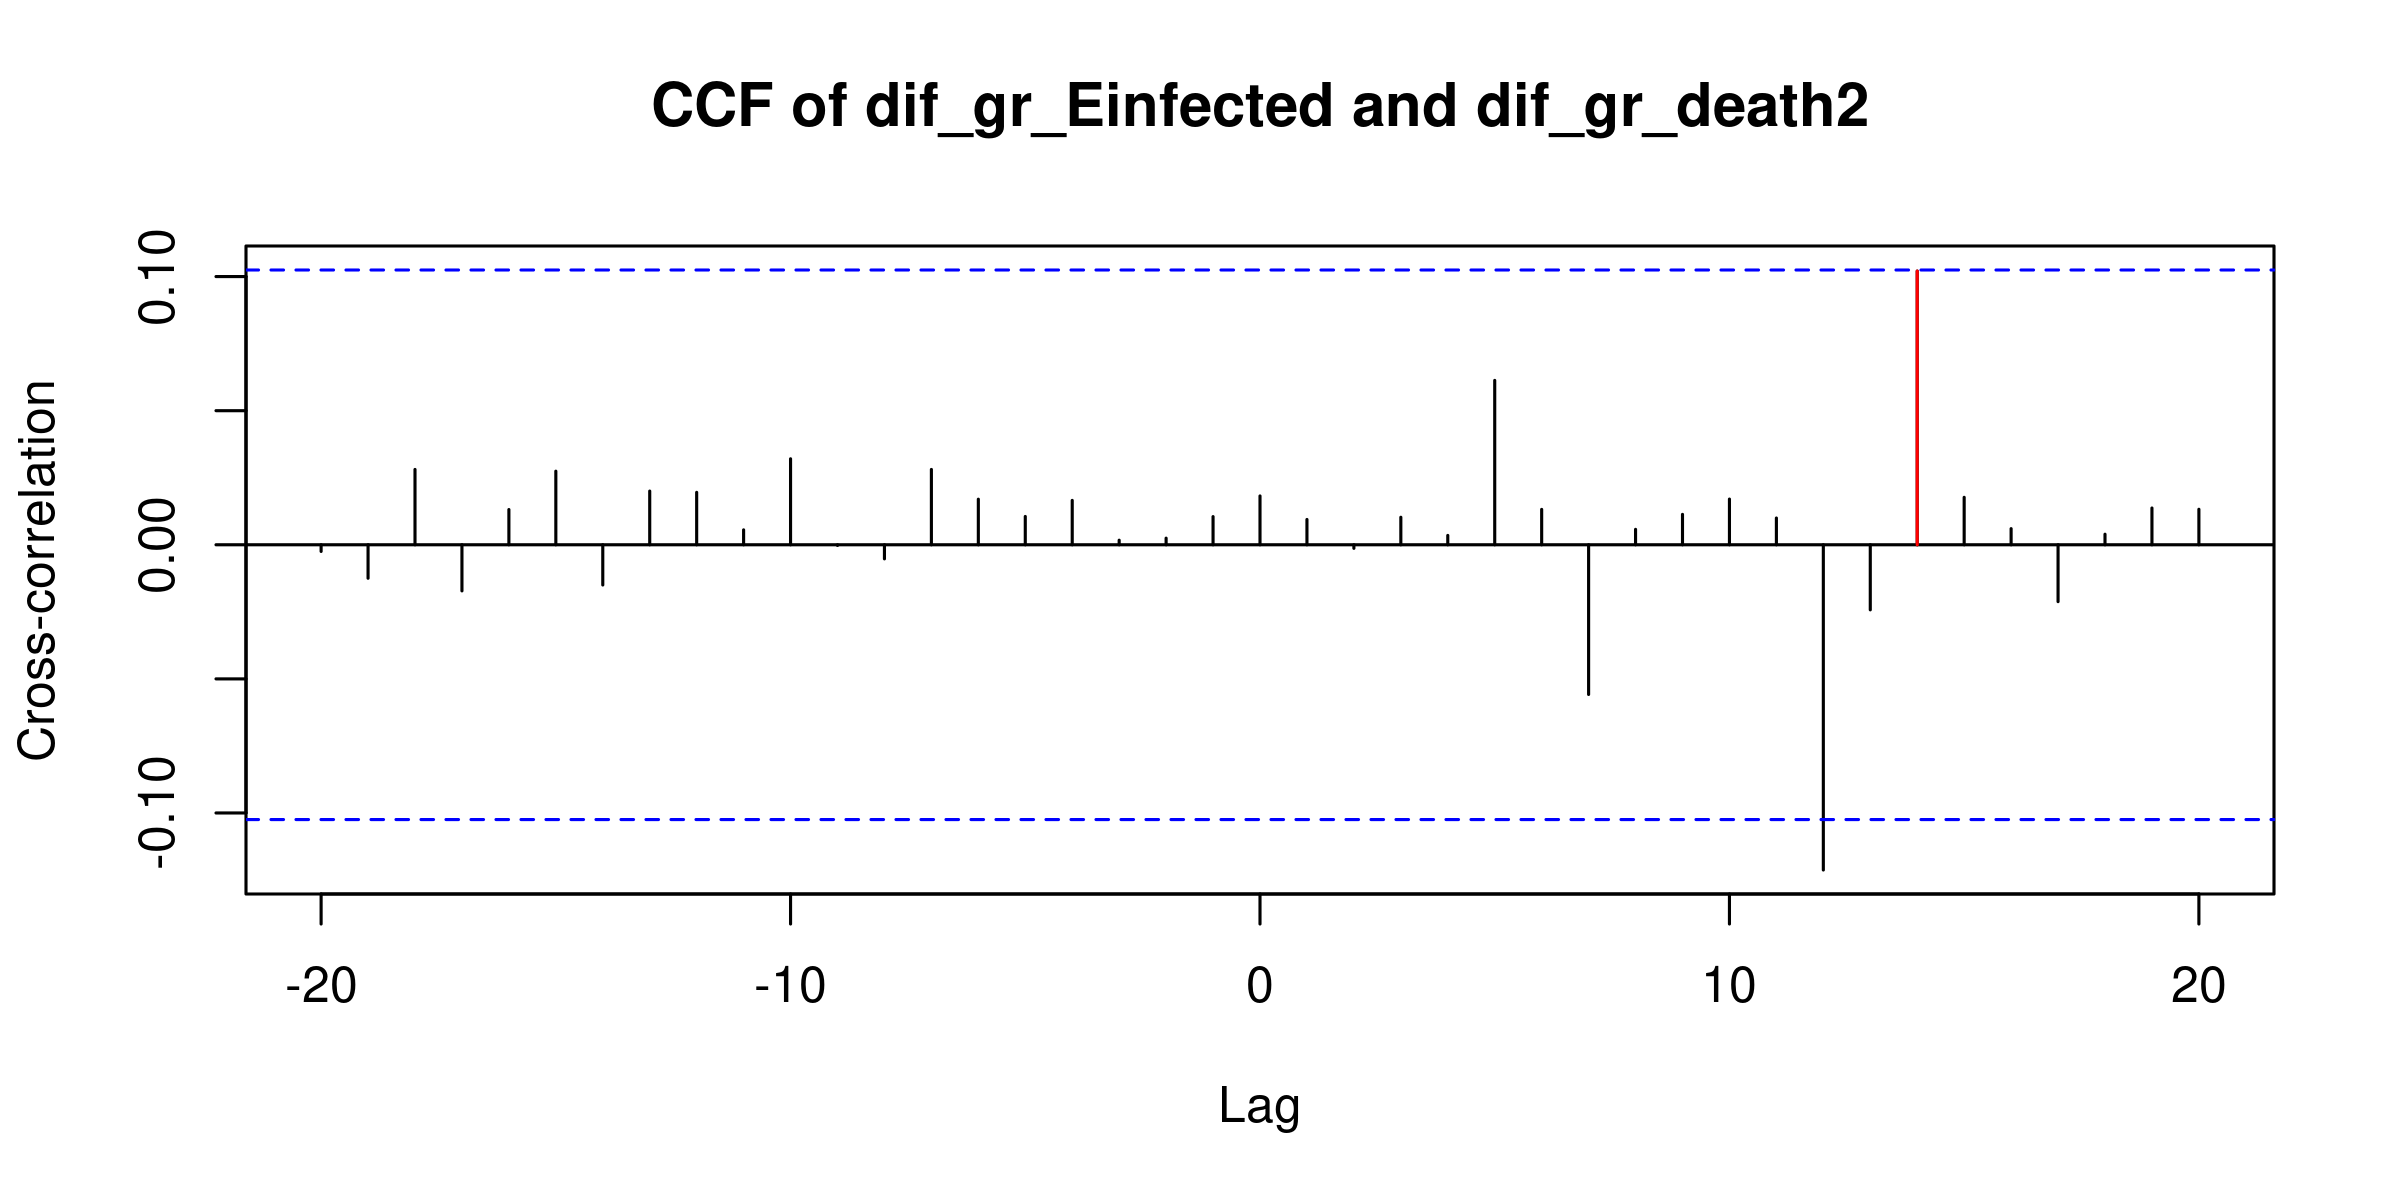 CCF of dif_gr_Einfected and dif_gr_death2
Cross-correlation
0.10
0.00
-0.10
-20 -10 0 10 20
Lag